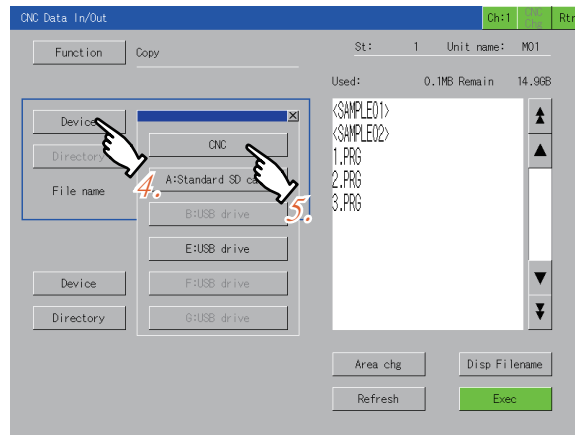 CNC Data In/Out
Ch:1
CNC Chg
Rtr
Function
Copy
St: 1 Unit name: M01
Used: 0.1MB Remain 14.9GB
Device
Directory
File name
CNC
A:Standard SD ca
B:USB drive
E:USB drive
F:USB drive
G:USB drive
4.
5.
<SAMPLE01>
<SAMPLE02>
1.PRG
2.PRG
3.PRG
Device
Directory
Area chg
Disp Filename
Refresh
Exec